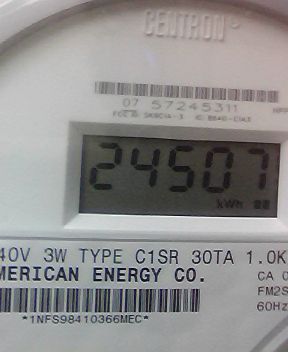 CENTRON
07 57245311
24507
kWh
40V 3W TYPE C1SR 30TA 1.0K
MERICAN ENERGY CO.
CA 0
FM2S
60Hz
*1NFS98410366MEC*